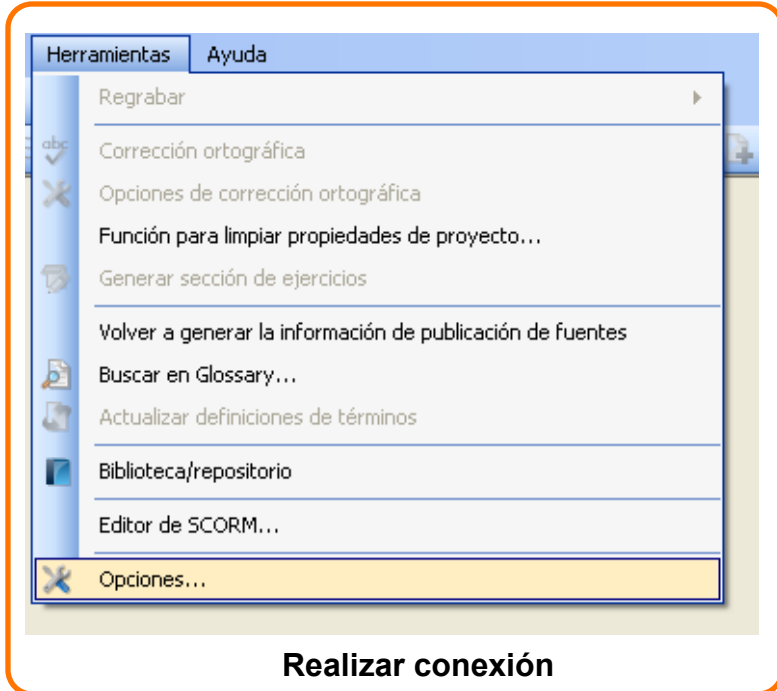 Herramientas Ayuda
Regrabar
abc Corrección ortográfica
Opciones de corrección ortográfica
Función para limpiar propiedades de proyecto...
Generar sección de ejercicios
Volver a generar la información de publicación de fuentes
Buscar en Glossary...
Actualizar definiciones de términos
Biblioteca/repositorio
Editor de SCORM...
Opciones...
Realizar conexión